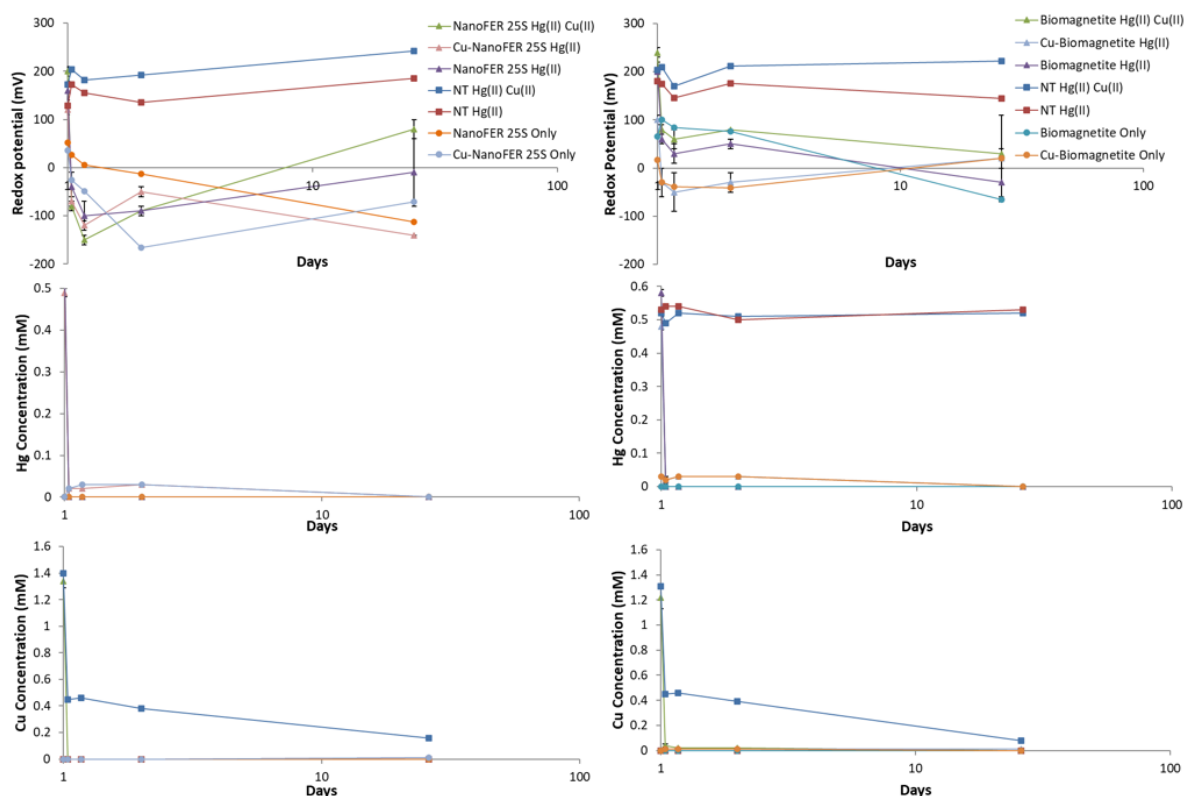 300
200
100
0
-100
-200
Redox Potential (mV)
1
10
100
Days
NanoFER 25S Hg(II) Cu(II)
Cu-NanoFER 25S Hg(II)
NanoFER 25S Hg(II)
NT Hg(II) Cu(II)
NT Hg(II)
NanoFER 25S Only
Cu-NanoFER 25S Only
300
200
100
0
-100
-200
Redox Potential (mV)
1
10
100
Days
Biomagnetite Hg(II) Cu(II)
Cu-Biomagnetite Hg(II)
Biomagnetite Hg(II)
NT Hg(II) Cu(II)
NT Hg(II)
Biomagnetite Only
Cu-Biomagnetite Only
0.5
0.4
0.3
0.2
0.1
0
Hg Concentration (mM)
1
10
100
Days
0.6
0.5
0.4
0.3
0.2
0.1
0
Hg Concentration (mM)
1
10
100
Days
1.6
1.4
1.2
1
0.8
0.6
0.4
0.2
0
Cu Concentration (mM)
1
10
100
Days
1.6
1.4
1.2
1
0.8
0.6
0.4
0.2
0
Cu Concentration (mM)
1
10
100
Days